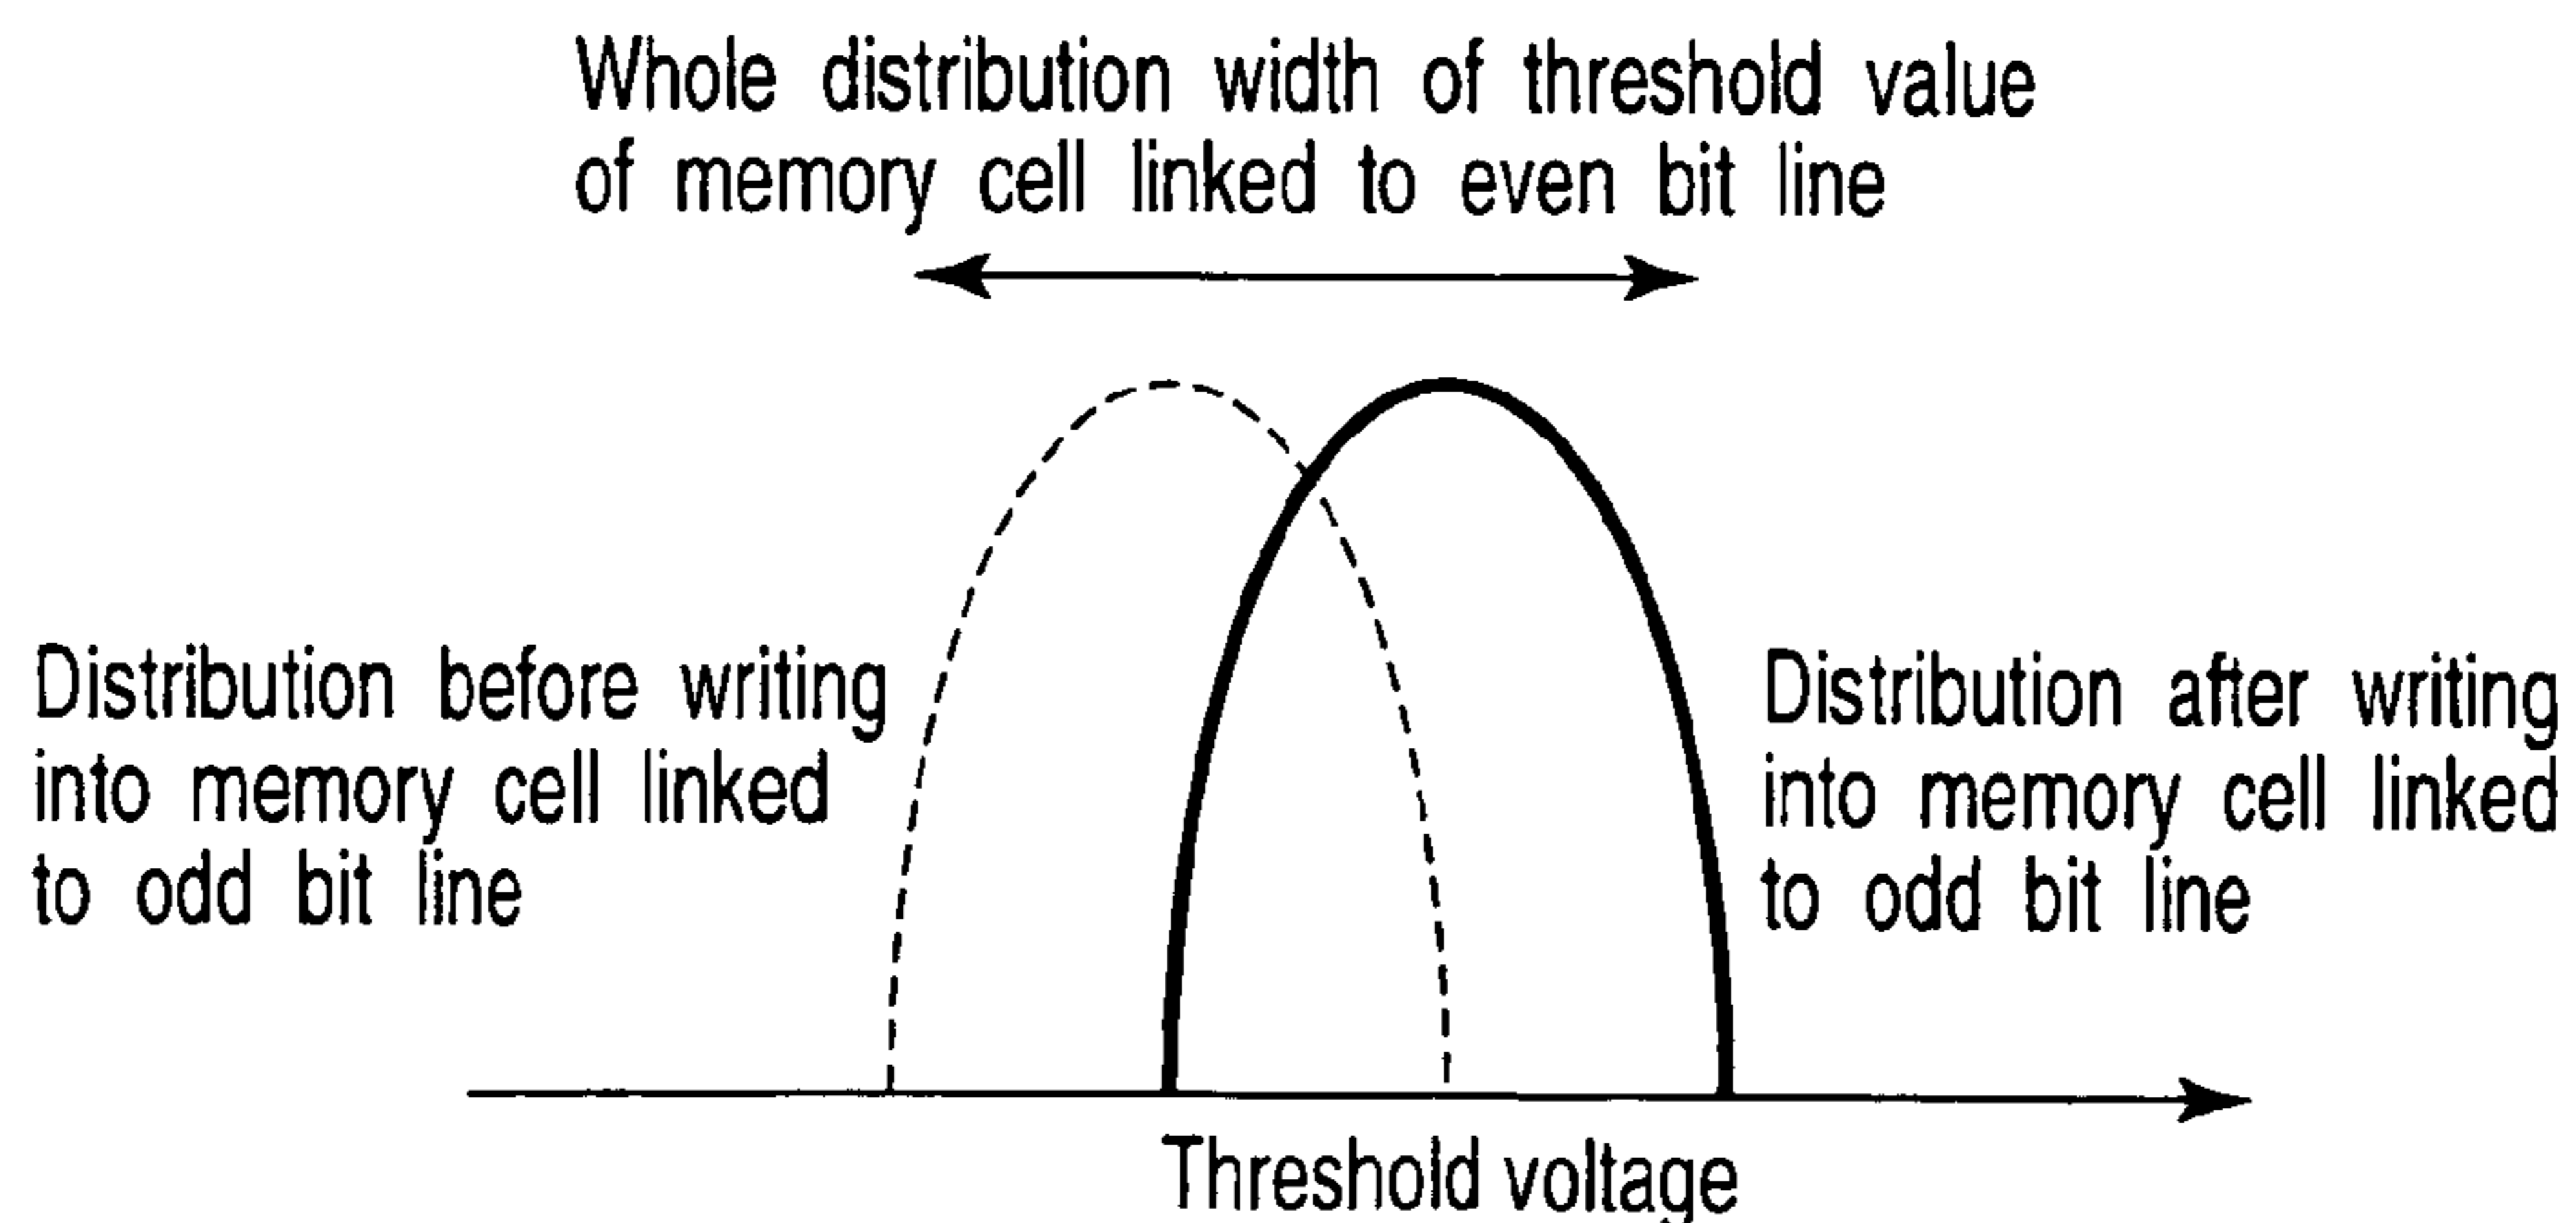 Whole distribution width of threshold value
of memory cell linked to even bit line
Distribution before writing
into memory cell linked
to odd bit line
Distribution after writing
into memory cell linked
to odd bit line
Threshold voltage